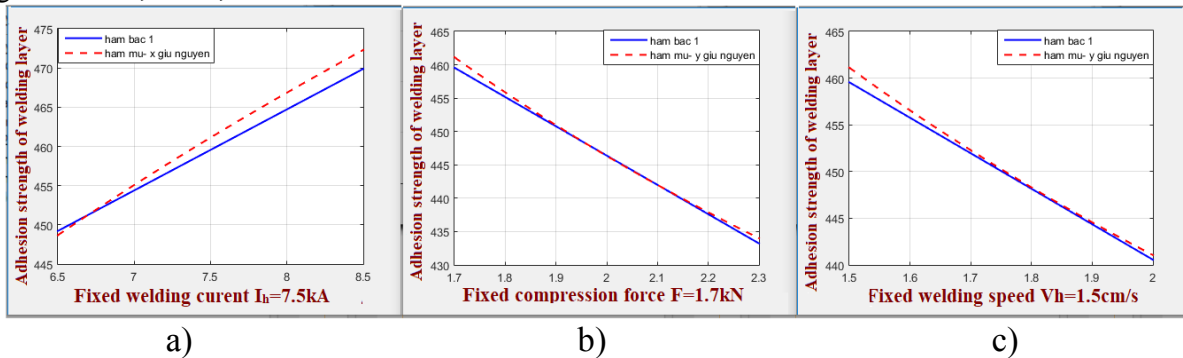 Adhesion strength of welding layer
475
470
465
460
455
450
445
ham bac 1
ham mu- x giu nguyen
6.5 7 7.5 8 8.5
Fixed welding curent Iₕ=7.5kA
a)
Adhesion strength of welding layer
465
460
455
450
445
440
435
430
ham bac 1
ham mu- y giu nguyen
1.7 1.8 1.9 2 2.1 2.2 2.3
Fixed compression force F=1.7kN
b)
Adhesion strength of welding layer
465
460
455
450
445
440
ham bac 1
ham mu- y giu nguyen
1.5 1.6 1.7 1.8 1.9 2
Fixed welding speed Vh=1.5cm/s
c)